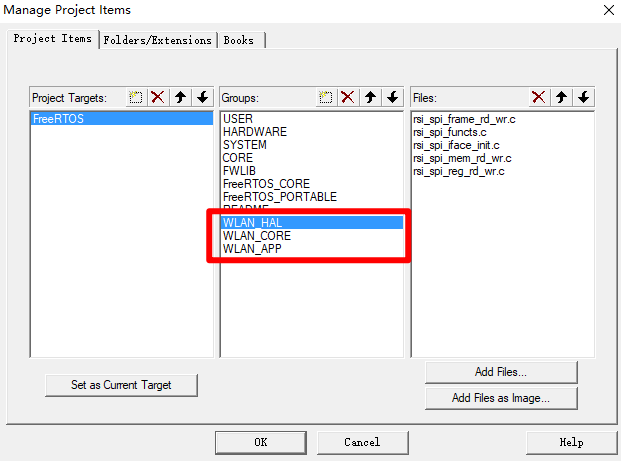 Manage Project Items
Project Items Folders/Extensions Books
Project Targets: Groups: Files:
FreeRTOS
USER
HARDWARE
SYSTEM
CORE
FWLIB
FreeRTOS_CORE
FreeRTOS_PORTABLE
README
WLAN_HAL
WLAN_CORE
WLAN_APP
rsi_spi_frame_rd_wr.c
rsi_spi_functs.c
rsi_spi_iface_init.c
rsi_spi_mem_rd_wr.c
rsi_spi_reg_rd_wr.c
Set as Current Target
Add Files...
Add Files as Image...
OK Cancel Help